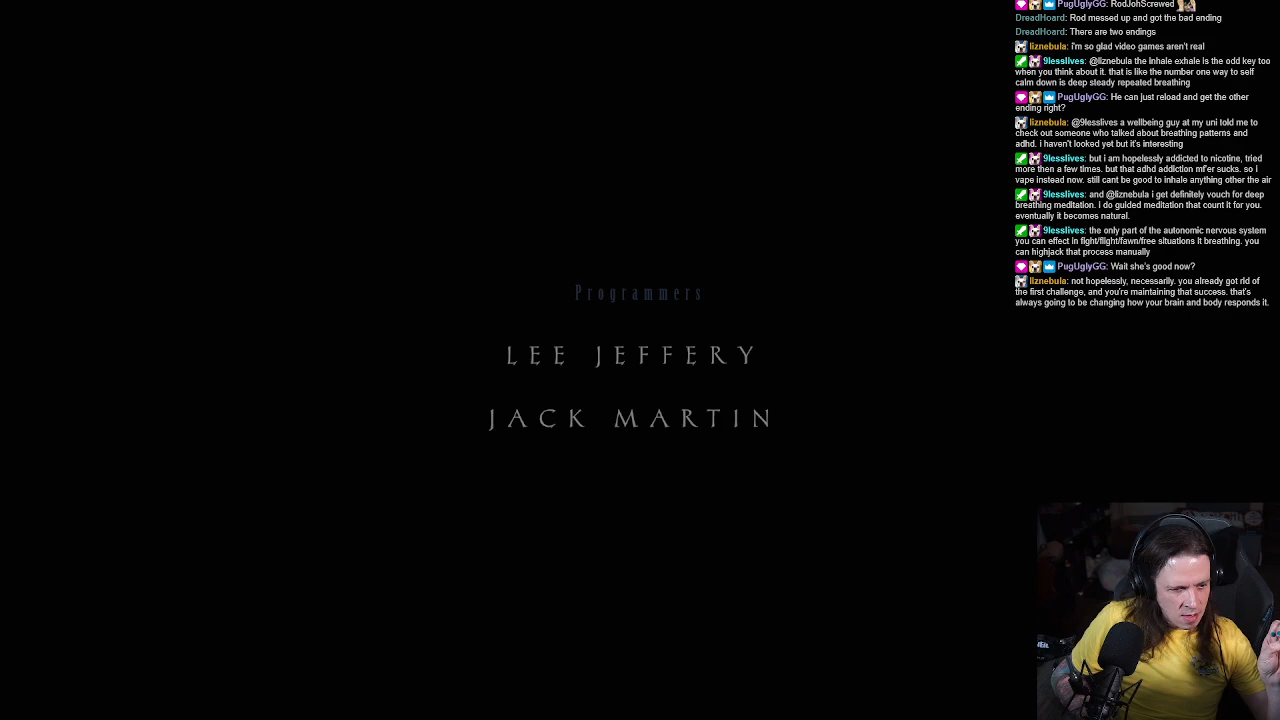 PugUglyGG: RodJohScrewed
DreadHoard: Rod messed up and got the bad ending
DreadHoard: There are two endings
liznebula: i'm so glad video games aren't real
9lesslives: @liznebula the inhale exhale is the odd key too
when you think about it. that is like the number one way to self
calm down is deep steady repeated breathing
PugUglyGG: He can just reload and get the other
ending right?
liznebula: @9lesslives a wellbeing guy at my uni told me to
check out someone who talked about breathing patterns and
adhd. i haven't looked yet but it's interesting
9lesslives: but i am hopelessly addicted to nicotine, tried
more then a few times. but that adhd addiction mf'er sucks. so I
vape instead now. still cant be good to inhale anything other the air
9lesslives: and @liznebula i get definitely vouch for deep
breathing meditation. i do guided meditation that count it for you.
eventually it becomes natural.
9lesslives: the only part of the autonomic nervous system
you can effect in fight/flight/fawn/free situations it breathing. you
can highjack that process manually
PugUglyGG: Wait she's good now?
liznebula: not hopelessly, necessarily. you already got rid of
the first challenge, and you're maintaining that success. that's
always going to be changing how your brain and body responds it.
Programmers
LEE JEFFERY
JACK MARTIN